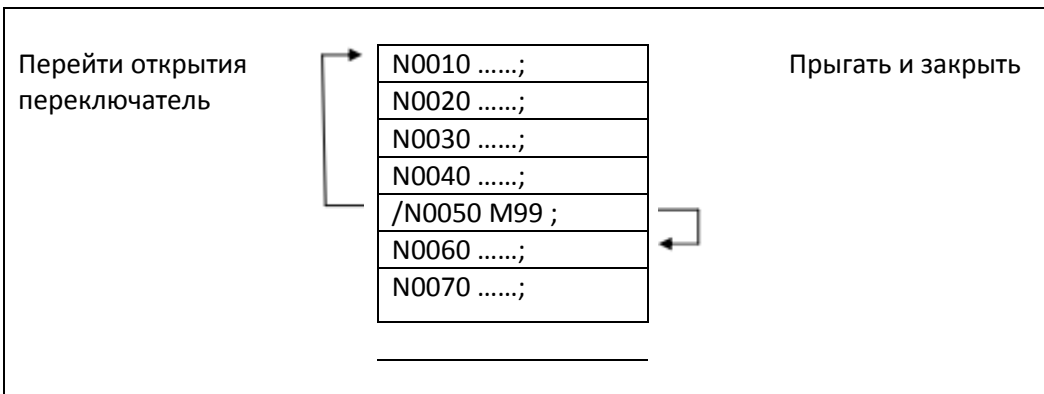 Перейти открытия
переключатель
N0010 ……;
N0020 ……;
N0030 ……;
N0040 ……;
/N0050 M99 ;
N0060 ……;
N0070 ……;
Прыгать и закрыть